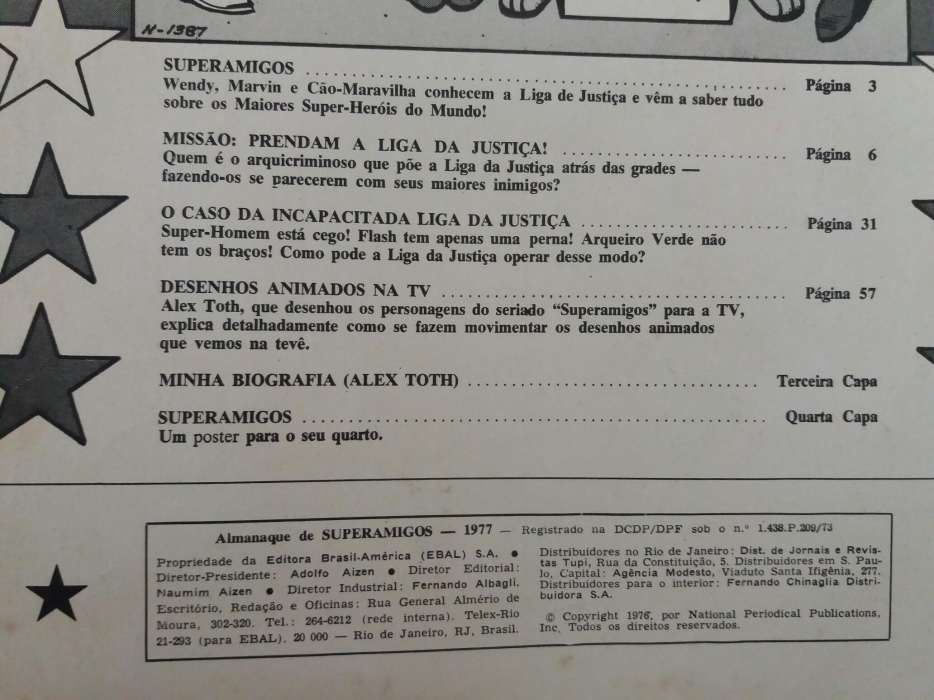 N-1387
SUPERAMIGOS .......................................................... Página 3
Wendy, Marvin e Cão-Maravilha conhecem a Liga de Justiça e vêm a saber tudo
sobre os Maiores Super-Heróis do Mundo!
MISSÃO: PRENDAM A LIGA DA JUSTIÇA! ........................... Página 6
Quem é o arquicriminoso que põe a Liga da Justiça atrás das grades —
fazendo-os se parecerem com seus maiores inimigos?
O CASO DA INCAPACITADA LIGA DA JUSTIÇA ......................... Página 31
Super-Homem está cego! Flash tem apenas uma perna! Arqueiro Verde não
tem os braços! Como pode a Liga da Justiça operar desse modo?
DESENHOS ANIMADOS NA TV ......................................... Página 57
Alex Toth, que desenhou os personagens do seriado “Superamigos” para a TV,
explica detalhadamente como se fazem movimentar os desenhos animados
que vemos na tevê.
MINHA BIOGRAFIA (ALEX TOTH) .................................. Terceira Capa
SUPERAMIGOS ....................................................... Quarta Capa
Um poster para o seu quarto.
Almanaque de SUPERAMIGOS — 1977 — Registrado na DCDP/DPF sob o n.º 1.438.P.209/73
Propriedade da Editora Brasil-América (EBAL) S.A. ●
Diretor-Presidente: Adolfo Aizen ● Diretor Editorial:
Naumim Aizen ● Diretor Industrial: Fernando Albagli.
Escritório, Redação e Oficinas: Rua General Almério de
Moura, 302-320. Tel.: 264-6212 (rede interna). Telex-Rio
21-293 (para EBAL). 20 000 — Rio de Janeiro, RJ, Brasil.
Distribuidores no Rio de Janeiro: Dist. de Jornais e Revis-
tas Tupi, Rua da Constituição, 5. Distribuidores em S. Pau-
lo, Capital: Agência Modesto, Viaduto Santa Ifigênia, 277.
Distribuidores para o interior: Fernando Chinaglia Distri-
buidora S.A.
© Copyright 1976, por National Periodical Publications,
Inc. Todos os direitos reservados.